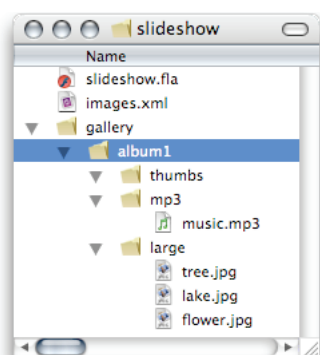 slideshow
Name
slideshow.fla
images.xml
gallery
album1
thumbs
mp3
music.mp3
large
tree.jpg
lake.jpg
flower.jpg